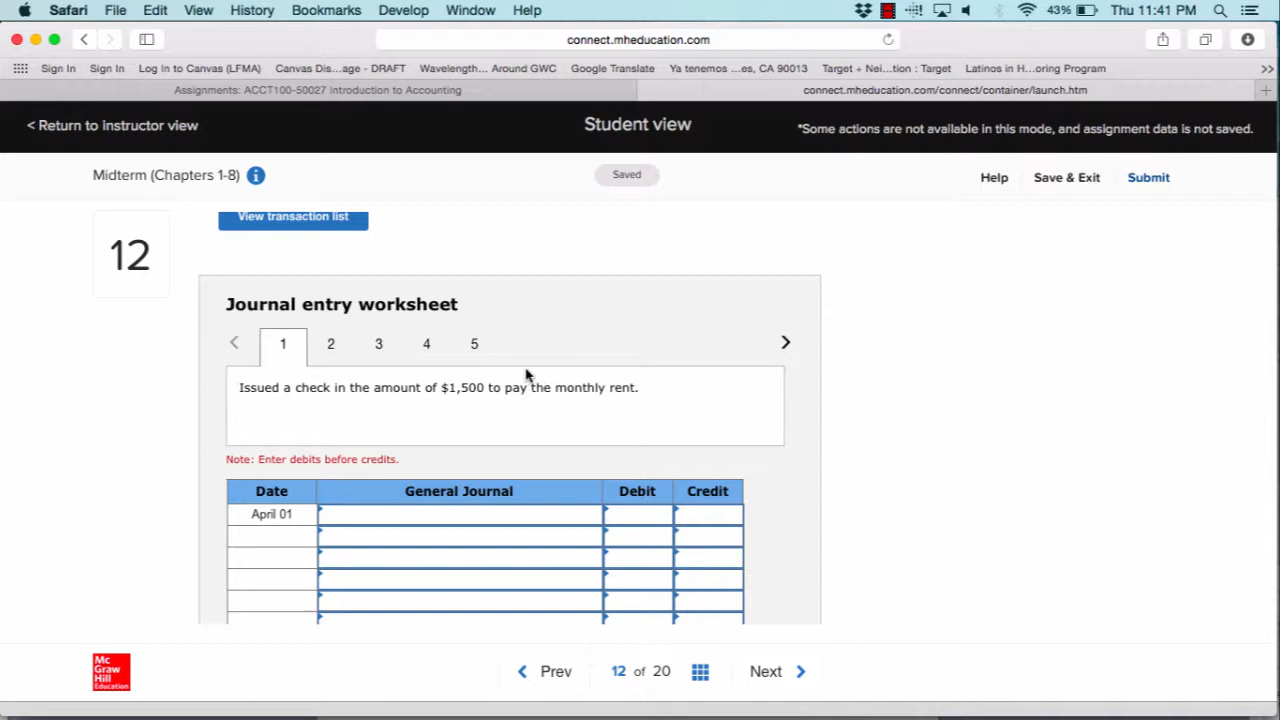 Safari File Edit View History Bookmarks Develop Window Help 43% Thu 11:41 PM
connect.mheducation.com
Sign In Sign In Log In to Canvas (LFMA) Canvas Dis...age - DRAFT Wavelength... Around GWC Google Translate Ya tenemos ...es, CA 90013 Target + Nei...tion : Target Latinos in H...oring Program >>
Assignments: ACCT100-50027 Introduction to Accounting connect.mheducation.com/connect/container/launch.htm +
< Return to instructor view Student view *Some actions are not available in this mode, and assignment data is not saved.
Midterm (Chapters 1-8) i Saved Help Save & Exit Submit
View transaction list
12
Journal entry worksheet
< 1 2 3 4 5 >
Issued a check in the amount of $1,500 to pay the monthly rent.
Note: Enter debits before credits.
Date General Journal Debit Credit
April 01
Mc
Graw
Hill
Education
< Prev 12 of 20 Next >